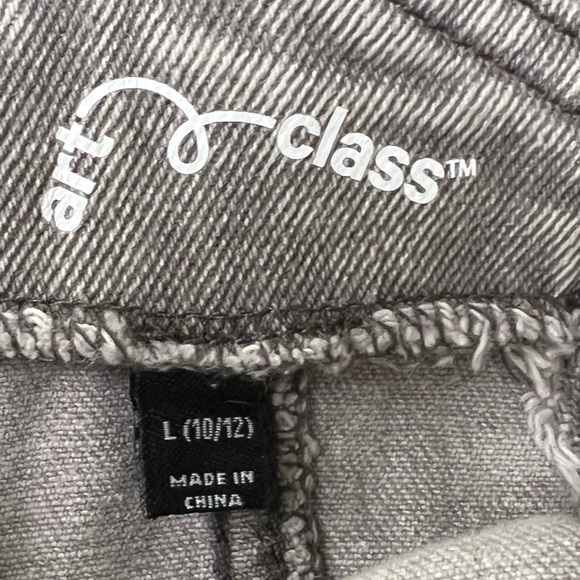 art class™
L (10/12)
MADE IN
CHINA